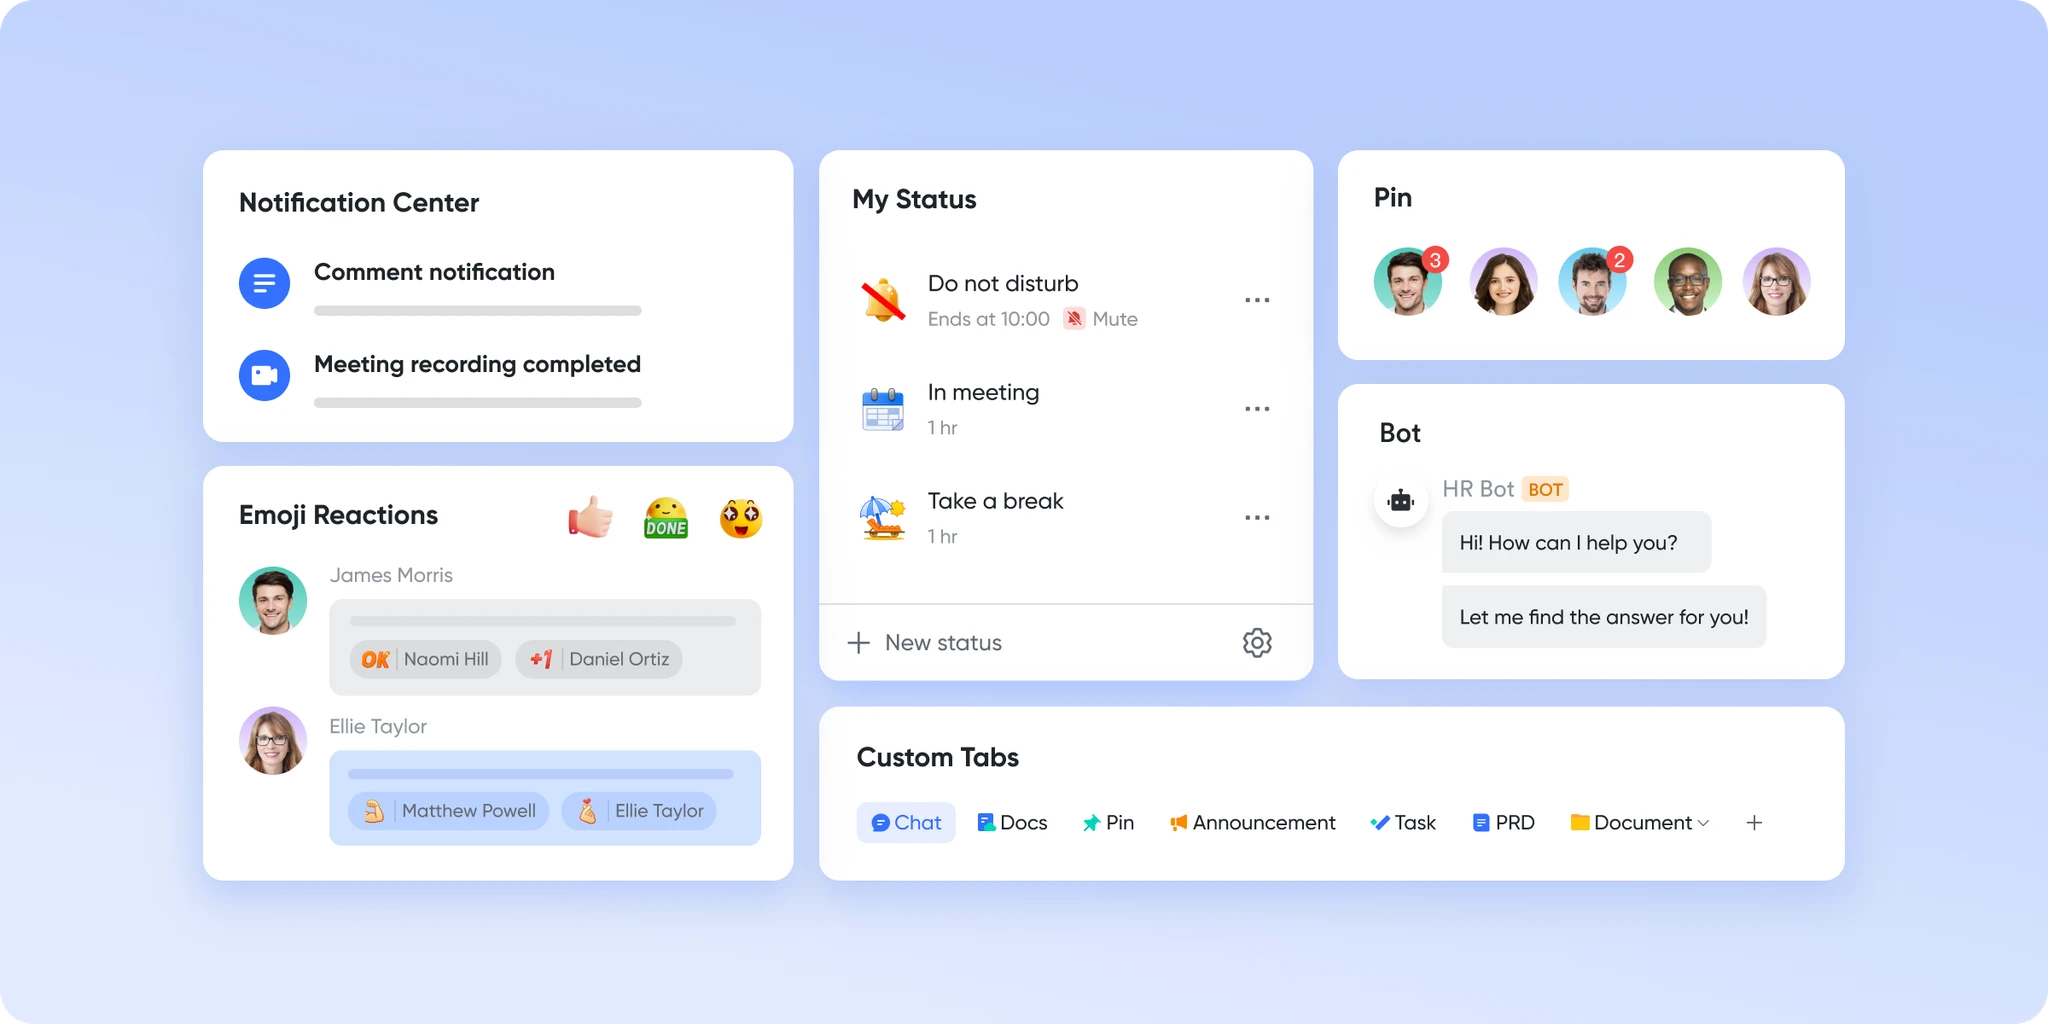 Notification Center
Comment notification
Meeting recording completed
Emoji Reactions
DONE
James Morris
OK Naomi Hill +1 Daniel Ortiz
Ellie Taylor
Matthew Powell Ellie Taylor
My Status
Do not disturb
Ends at 10:00 Mute
In meeting
1 hr
Take a break
1 hr
New status
Pin
3 2
Bot
HR Bot BOT
Hi! How can I help you?
Let me find the answer for you!
Custom Tabs
Chat Docs Pin Announcement Task PRD Document